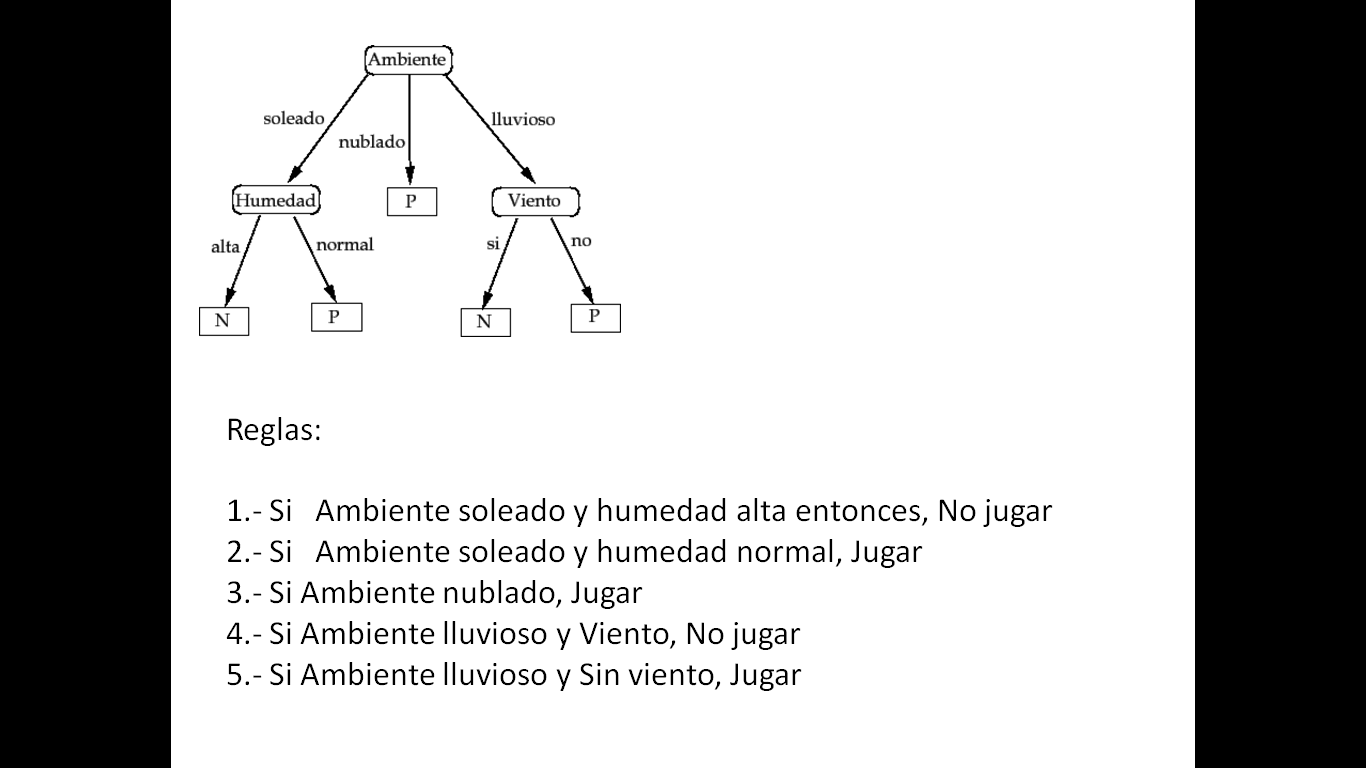 Ambiente
soleado
nublado
lluvioso
Humedad
P
Viento
alta
normal
si
no
N
P
N
P
Reglas:
1.- Si Ambiente soleado y humedad alta entonces, No jugar
2.- Si Ambiente soleado y humedad normal, Jugar
3.- Si Ambiente nublado, Jugar
4.- Si Ambiente lluvioso y Viento, No jugar
5.- Si Ambiente lluvioso y Sin viento, Jugar